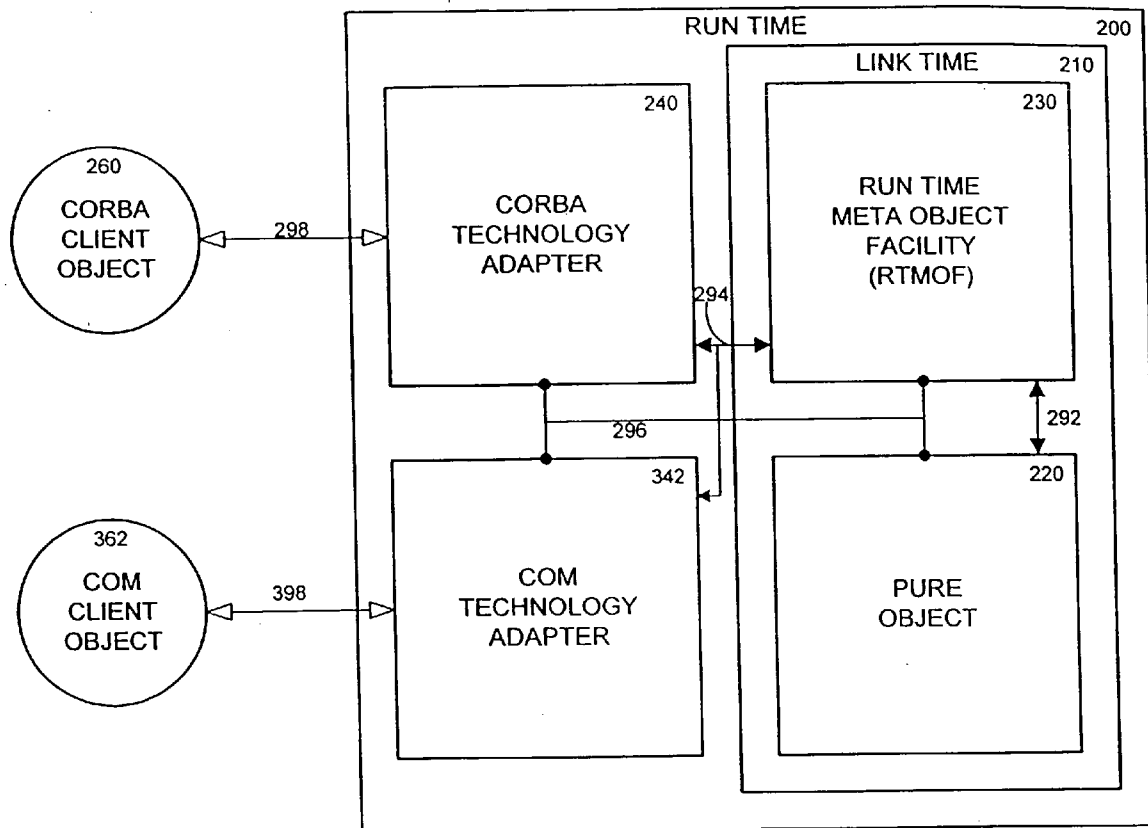 RUN TIME 200
LINK TIME 210
240
CORBA
TECHNOLOGY
ADAPTER
230
RUN TIME
META OBJECT
FACILITY
(RTMOF)
260
CORBA
CLIENT
OBJECT
298
294
296
292
342
COM
TECHNOLOGY
ADAPTER
220
PURE
OBJECT
362
COM
CLIENT
OBJECT
398